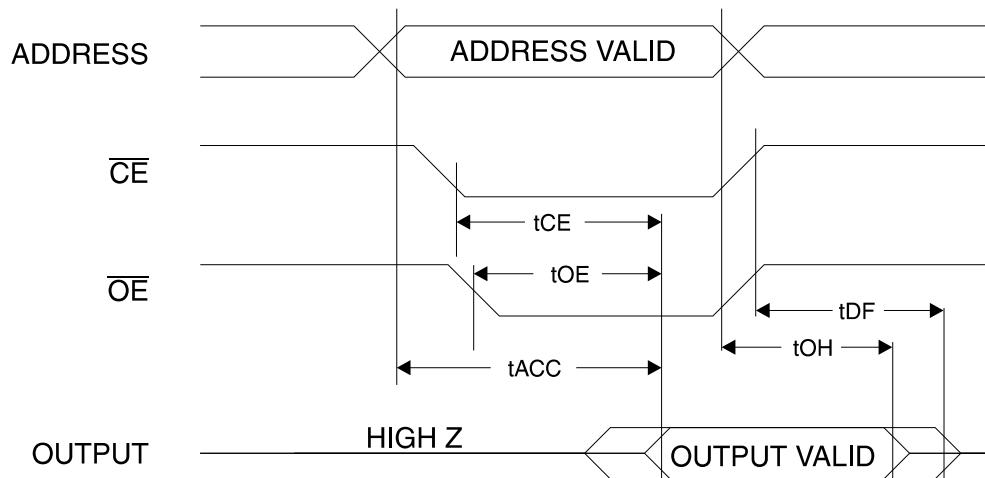 ADDRESS
ADDRESS VALID
CE
tCE
OE
tOE
tDF
tOH
tACC
HIGH Z
OUTPUT
OUTPUT VALID